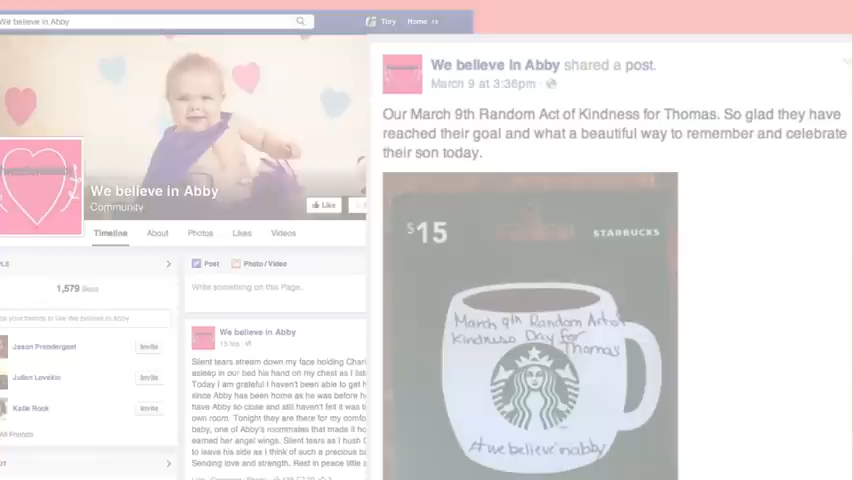 We believe in Abby
Tory
Home
We believe in Abby
Community
Like
Timeline
About
Photos
Likes
Videos
1,579 likes
Jason Prendergast
Invite
Invite
Katie Rook
Invite
Post
Photo / Video
Write something on this Page...
We believe in Abby
Silent tears stream down my face holding
asleep in our bed his hand on my chest as I
Today I am grateful I haven't been able to get
since Abby has been home as he was before
have Abby so close and still haven't felt it was
own room. Tonight they are there for my
baby, one of Abby's roommates that made it
earned her angel wings. Silent tears as I hush
to leave his side as I think of such a precious
Sending love and strength. Rest in peace little
We believe in Abby shared a post.
March 9 at 3:36pm
Our March 9th Random Act of Kindness for Thomas. So glad they have
reached their goal and what a beautiful way to remember and celebrate
their son today.
$15
STARBUCKS
March 9th Random Act of
Kindness Day for
Thomas
#webelieveinabby